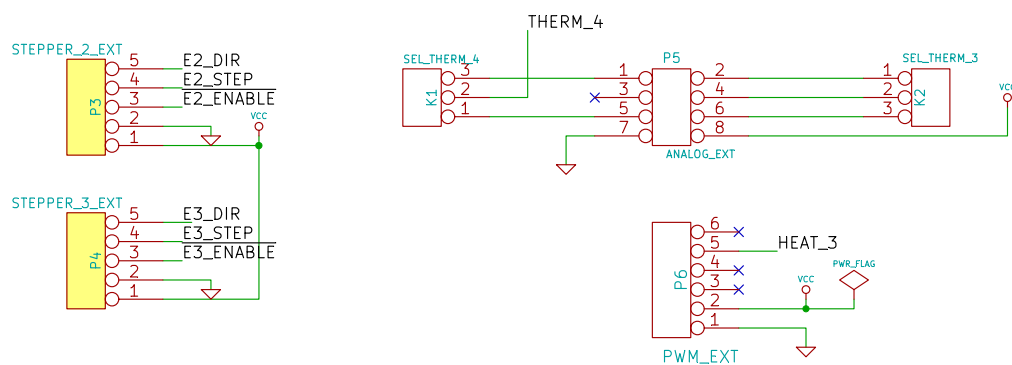 STEPPER_2_EXT
5 E2_DIR
4 E2_STEP
3 E2_ENABLE
2
1
P3
VCC
STEPPER_3_EXT
5 E3_DIR
4 E3_STEP
3 E3_ENABLE
2
1
P4
THERM_4
SEL_THERM_4
K1
3
2
1
P5
1 2
3 4
5 6
7 8
ANALOG_EXT
SEL_THERM_3
1
2
3
K2
6
5 HEAT_3
4
3
2
1
P6
PWM_EXT
VCC
PWR_FLAG